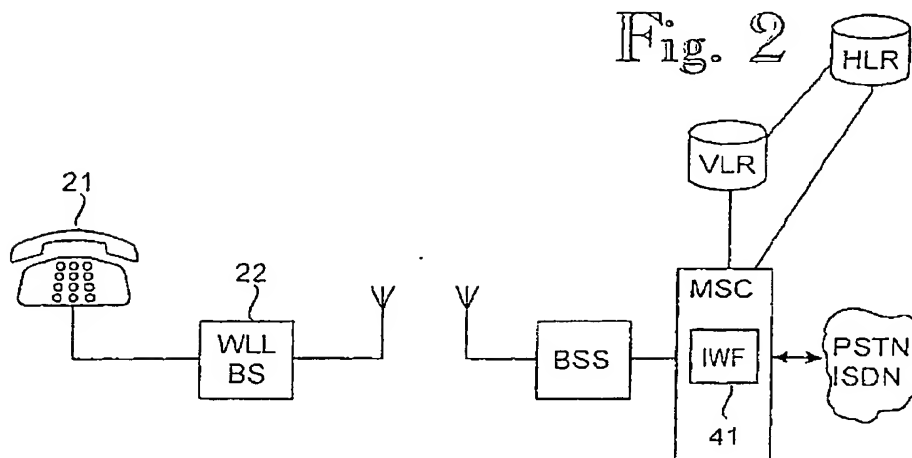 Fig. 2
HLR
VLR
21
22
WLL
BS
BSS
MSC
IWF
41
PSTN
ISDN